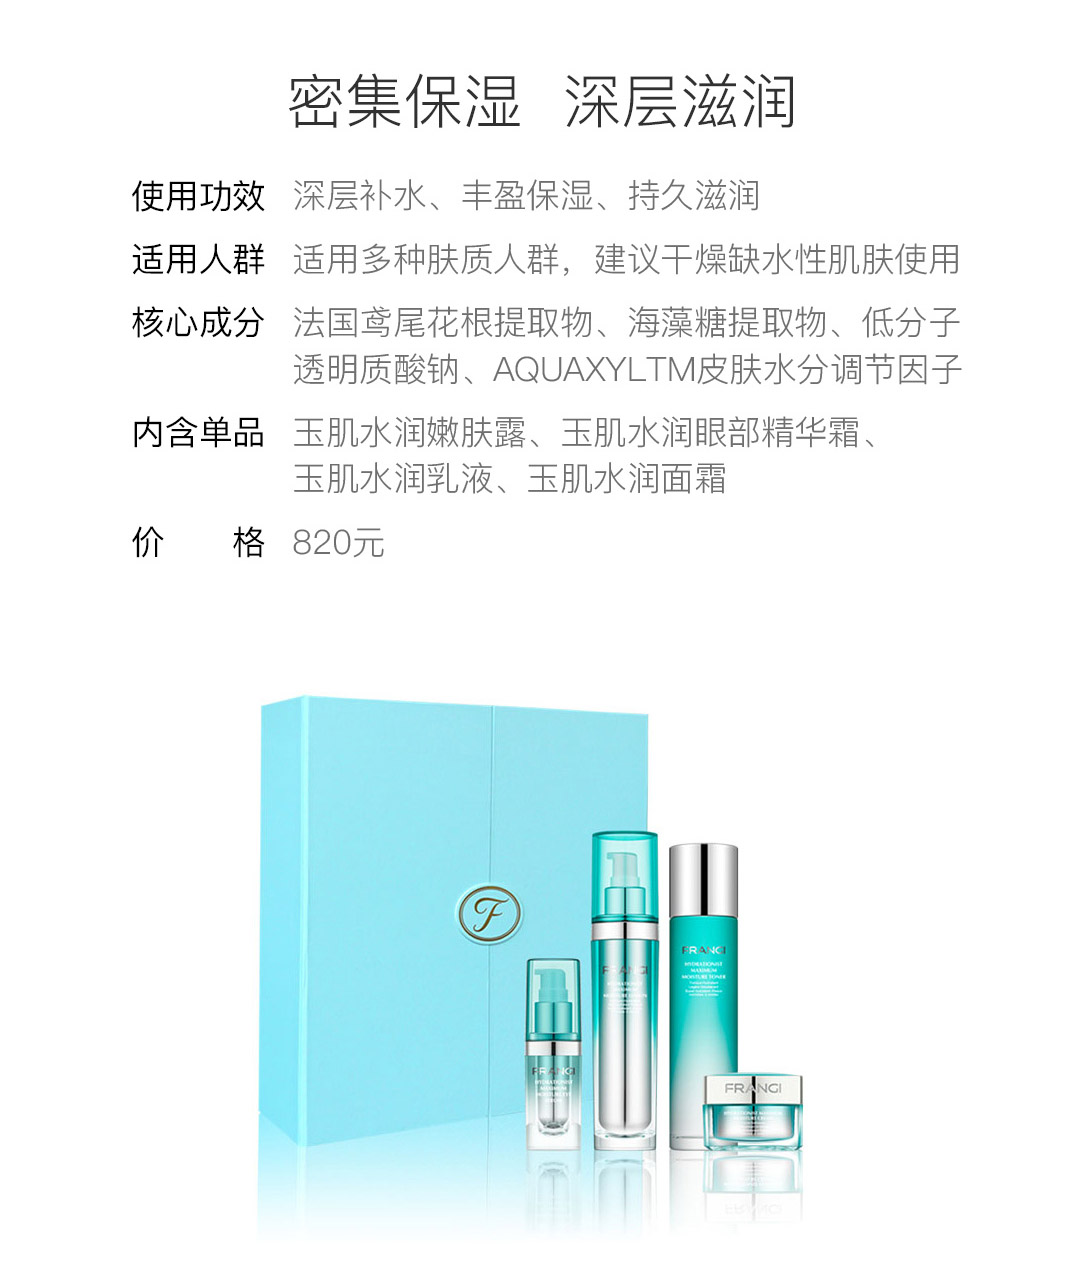 密集保湿 深层滋润
使用功效 深层补水、丰盈保湿、持久滋润
适用人群 适用多种肤质人群，建议干燥缺水性肌肤使用
核心成分 法国鸢尾花根提取物、海藻糖提取物、低分子
透明质酸钠、AQUAXYLTM皮肤水分调节因子
内含单品 玉肌水润嫩肤露、玉肌水润眼部精华霜、
玉肌水润乳液、玉肌水润面霜
价 格 820元
F
FRANGI
HYDRATIONIST
MAXIMUM
FRANGI
FRANGI
HYDRATIONIST
MAXIMUM
MOISTURE TONER
FRANGI